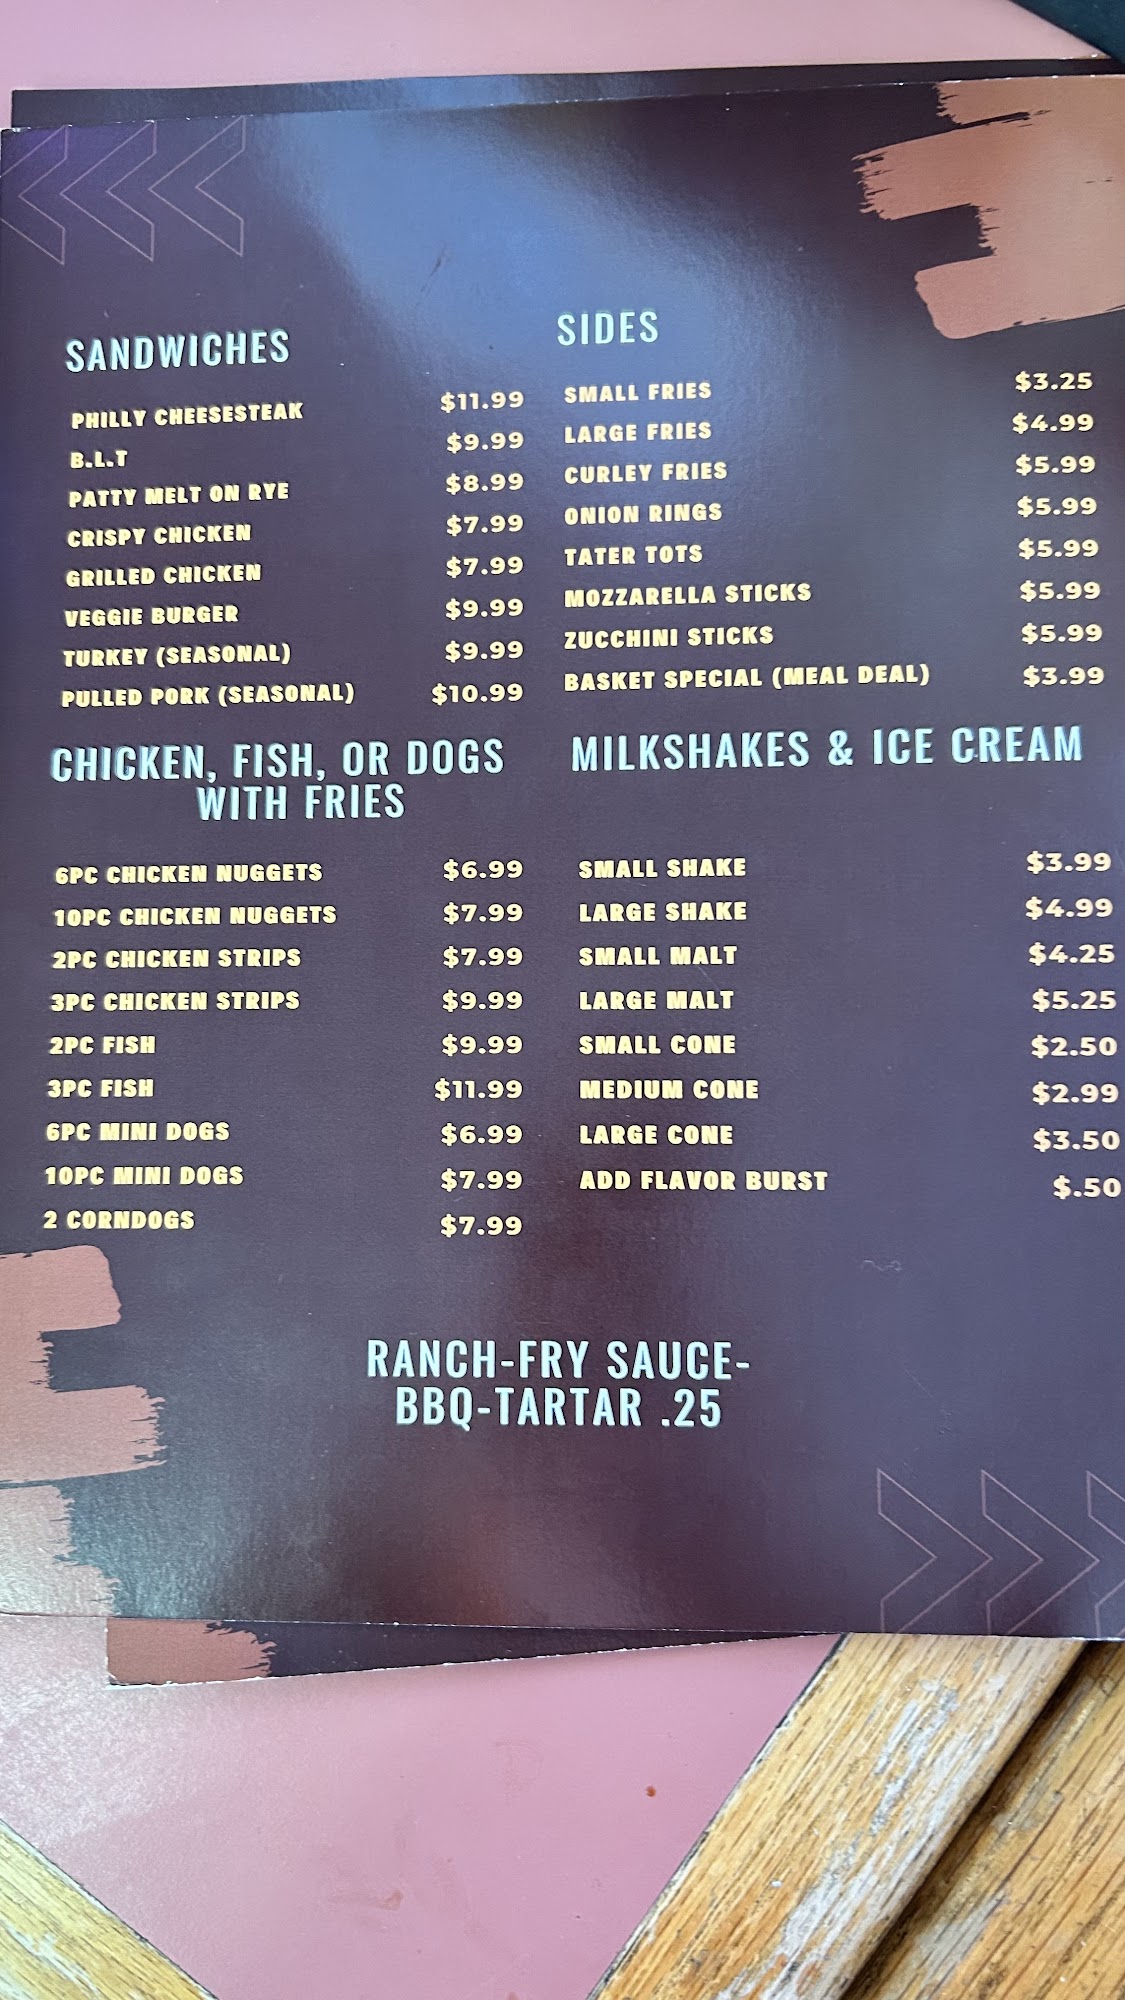 SANDWICHES
PHILLY CHEESESTEAK $11.99
B.L.T $9.99
PATTY MELT ON RYE $8.99
CRISPY CHICKEN $7.99
GRILLED CHICKEN $7.99
VEGGIE BURGER $9.99
TURKEY (SEASONAL) $9.99
PULLED PORK (SEASONAL) $10.99
SIDES
SMALL FRIES $3.25
LARGE FRIES $4.99
CURLEY FRIES $5.99
ONION RINGS $5.99
TATER TOTS $5.99
MOZZARELLA STICKS $5.99
ZUCCHINI STICKS $5.99
BASKET SPECIAL (MEAL DEAL) $3.99
CHICKEN, FISH, OR DOGS
WITH FRIES
6PC CHICKEN NUGGETS $6.99
10PC CHICKEN NUGGETS $7.99
2PC CHICKEN STRIPS $7.99
3PC CHICKEN STRIPS $9.99
2PC FISH $9.99
3PC FISH $11.99
6PC MINI DOGS $6.99
10PC MINI DOGS $7.99
2 CORNDOGS $7.99
MILKSHAKES & ICE CREAM
SMALL SHAKE $3.99
LARGE SHAKE $4.99
SMALL MALT $4.25
LARGE MALT $5.25
SMALL CONE $2.50
MEDIUM CONE $2.99
LARGE CONE $3.50
ADD FLAVOR BURST $.50
RANCH-FRY SAUCE-
BBQ-TARTAR .25